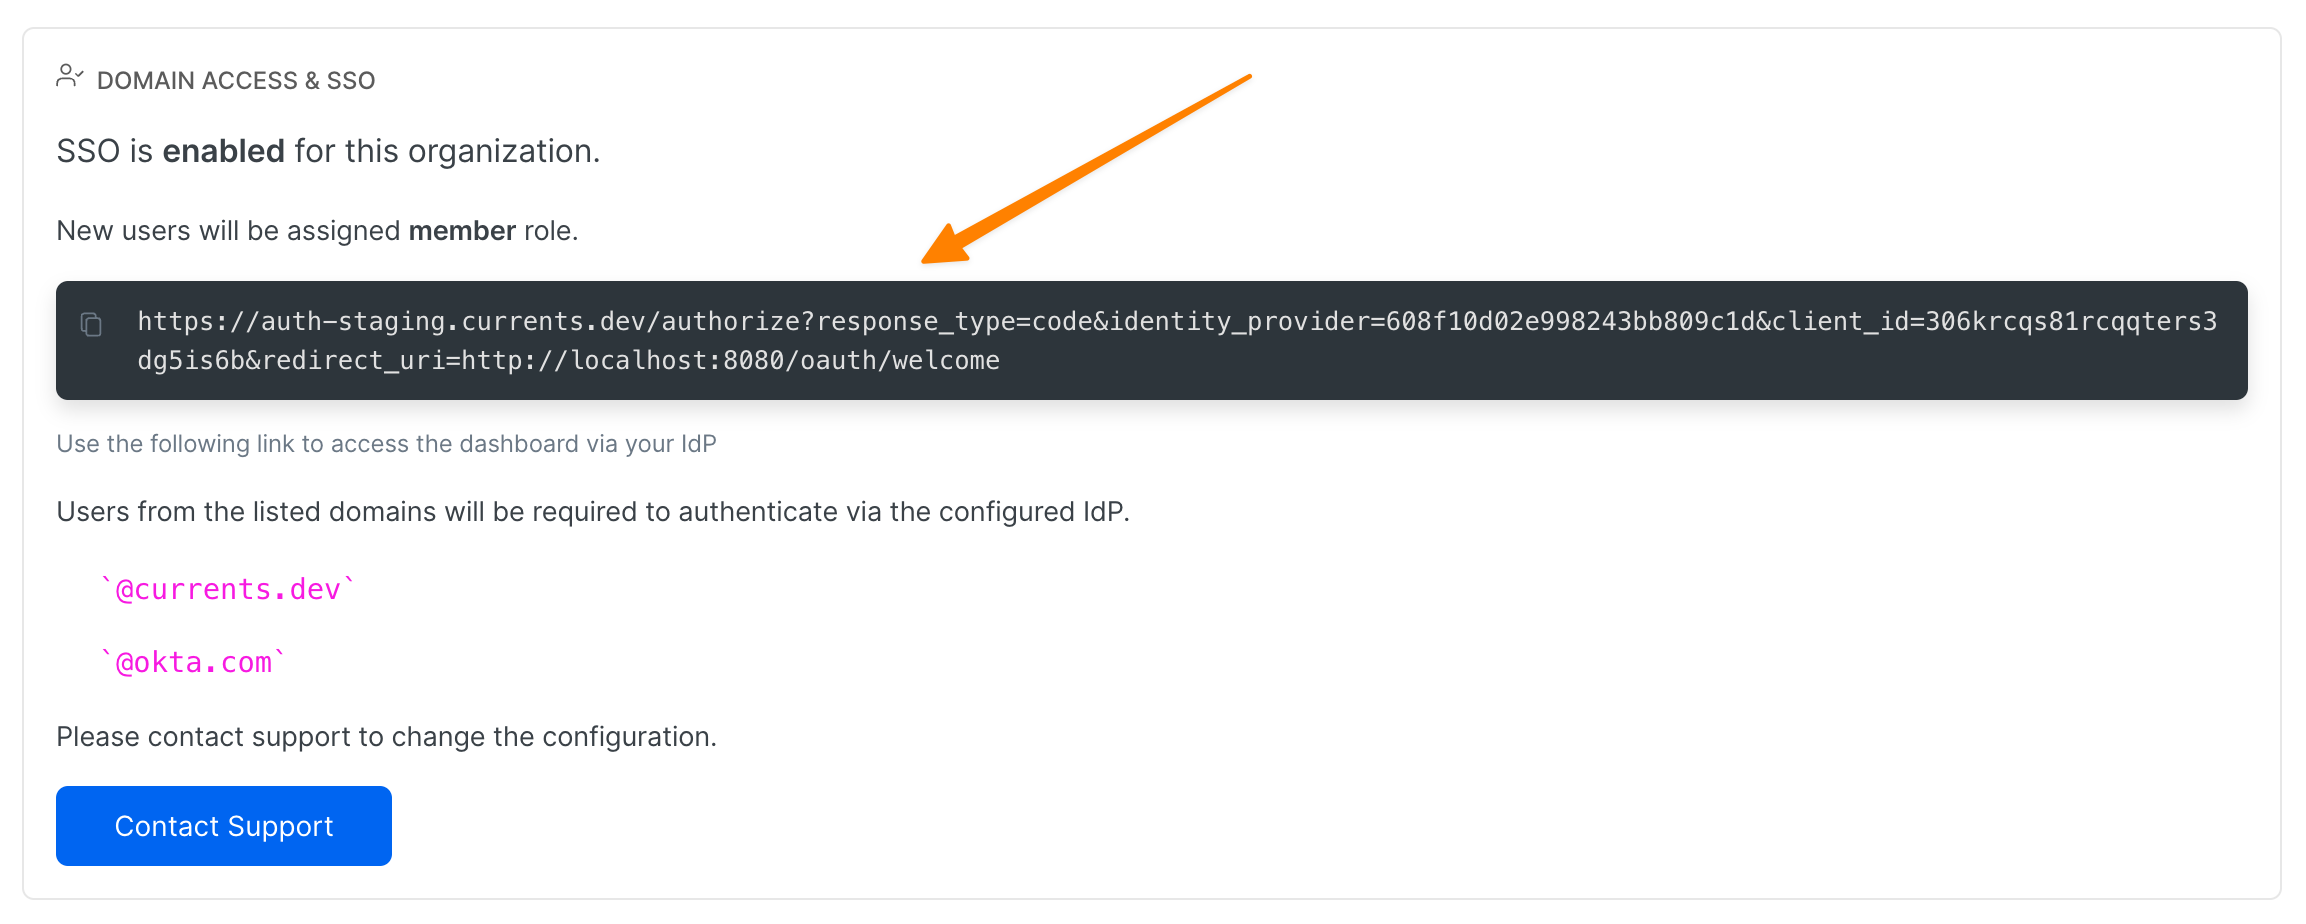 DOMAIN ACCESS & SSO
SSO is enabled for this organization.
New users will be assigned member role.
https://auth-staging.currents.dev/authorize?response_type=code&identity_provider=608f10d02e998243bb809c1d&client_id=306krcqs81rcqqters3
dg5is6b&redirect_uri=http://localhost:8080/oauth/welcome
Use the following link to access the dashboard via your IdP
Users from the listed domains will be required to authenticate via the configured IdP.
`@currents.dev`
`@okta.com`
Please contact support to change the configuration.
Contact Support